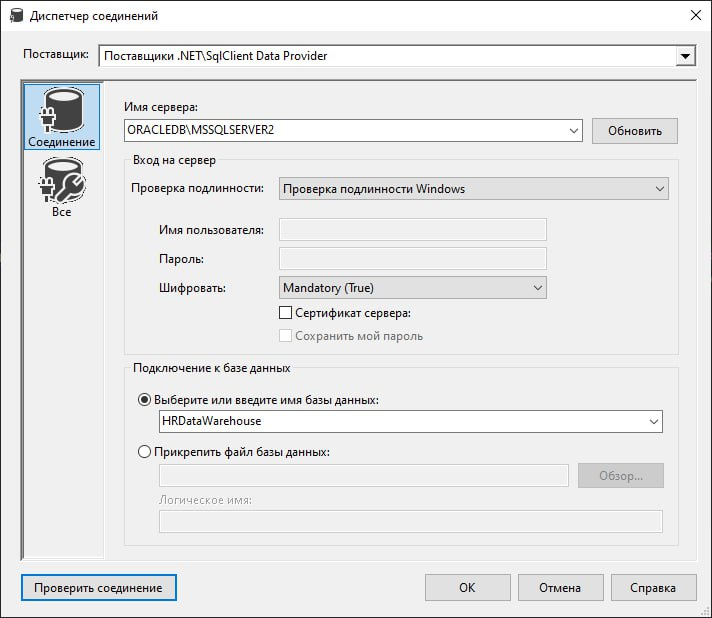 Диспетчер соединений
Поставщик: Поставщики .NET\SqlClient Data Provider
Соединение
Все
Имя сервера:
ORACLEDB\MSSQLSERVER2
Обновить
Вход на сервер
Проверка подлинности: Проверка подлинности Windows
Имя пользователя:
Пароль:
Шифровать: Mandatory (True)
Сертификат сервера:
Сохранить мой пароль
Подключение к базе данных
Выберите или введите имя базы данных:
HRDataWarehouse
Прикрепить файл базы данных:
Обзор...
Логическое имя:
Проверить соединение
ОК
Отмена
Справка